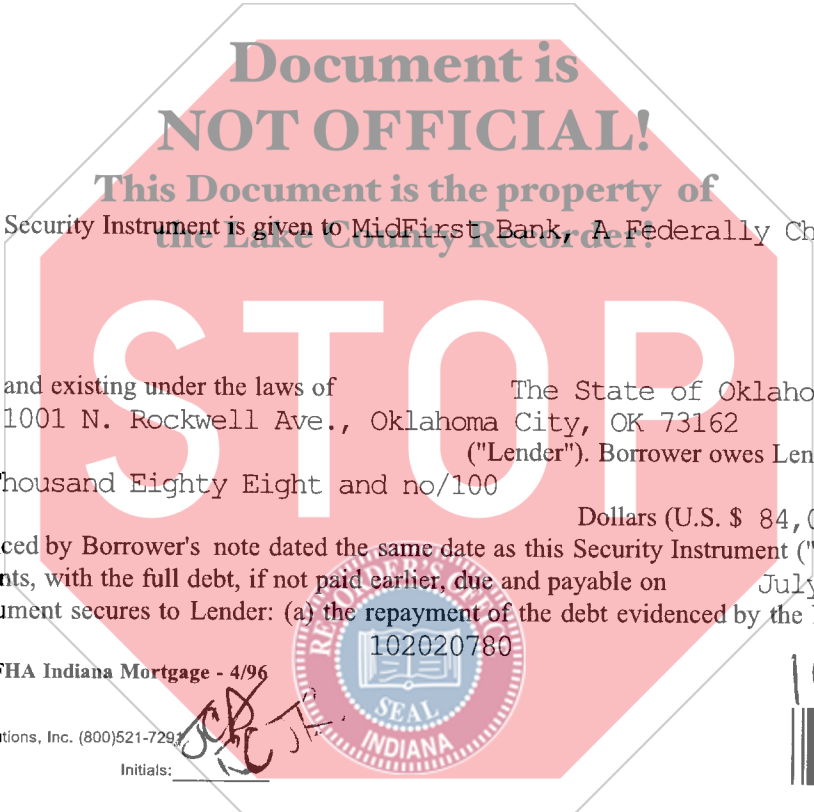 Document is
NOT OFFICIAL!
This Document is the property of
the Lake County Recorder!
Security Instrument is given to MidFirst Bank, A Federally Ch
STOP
and existing under the laws of The State of Oklaho
1001 N. Rockwell Ave., Oklahoma City, OK 73162
("Lender"). Borrower owes Len
housand Eighty Eight and no/100
Dollars (U.S. $ 84,0
ced by Borrower's note dated the same date as this Security Instrument ("
nts, with the full debt, if not paid earlier, due and payable on July
ument secures to Lender: (a) the repayment of the debt evidenced by the
102020780
RECORDER'S OFFICE
SEAL
INDIANA
FHA Indiana Mortgage - 4/96
utions, Inc. (800)521-7291
Initials: